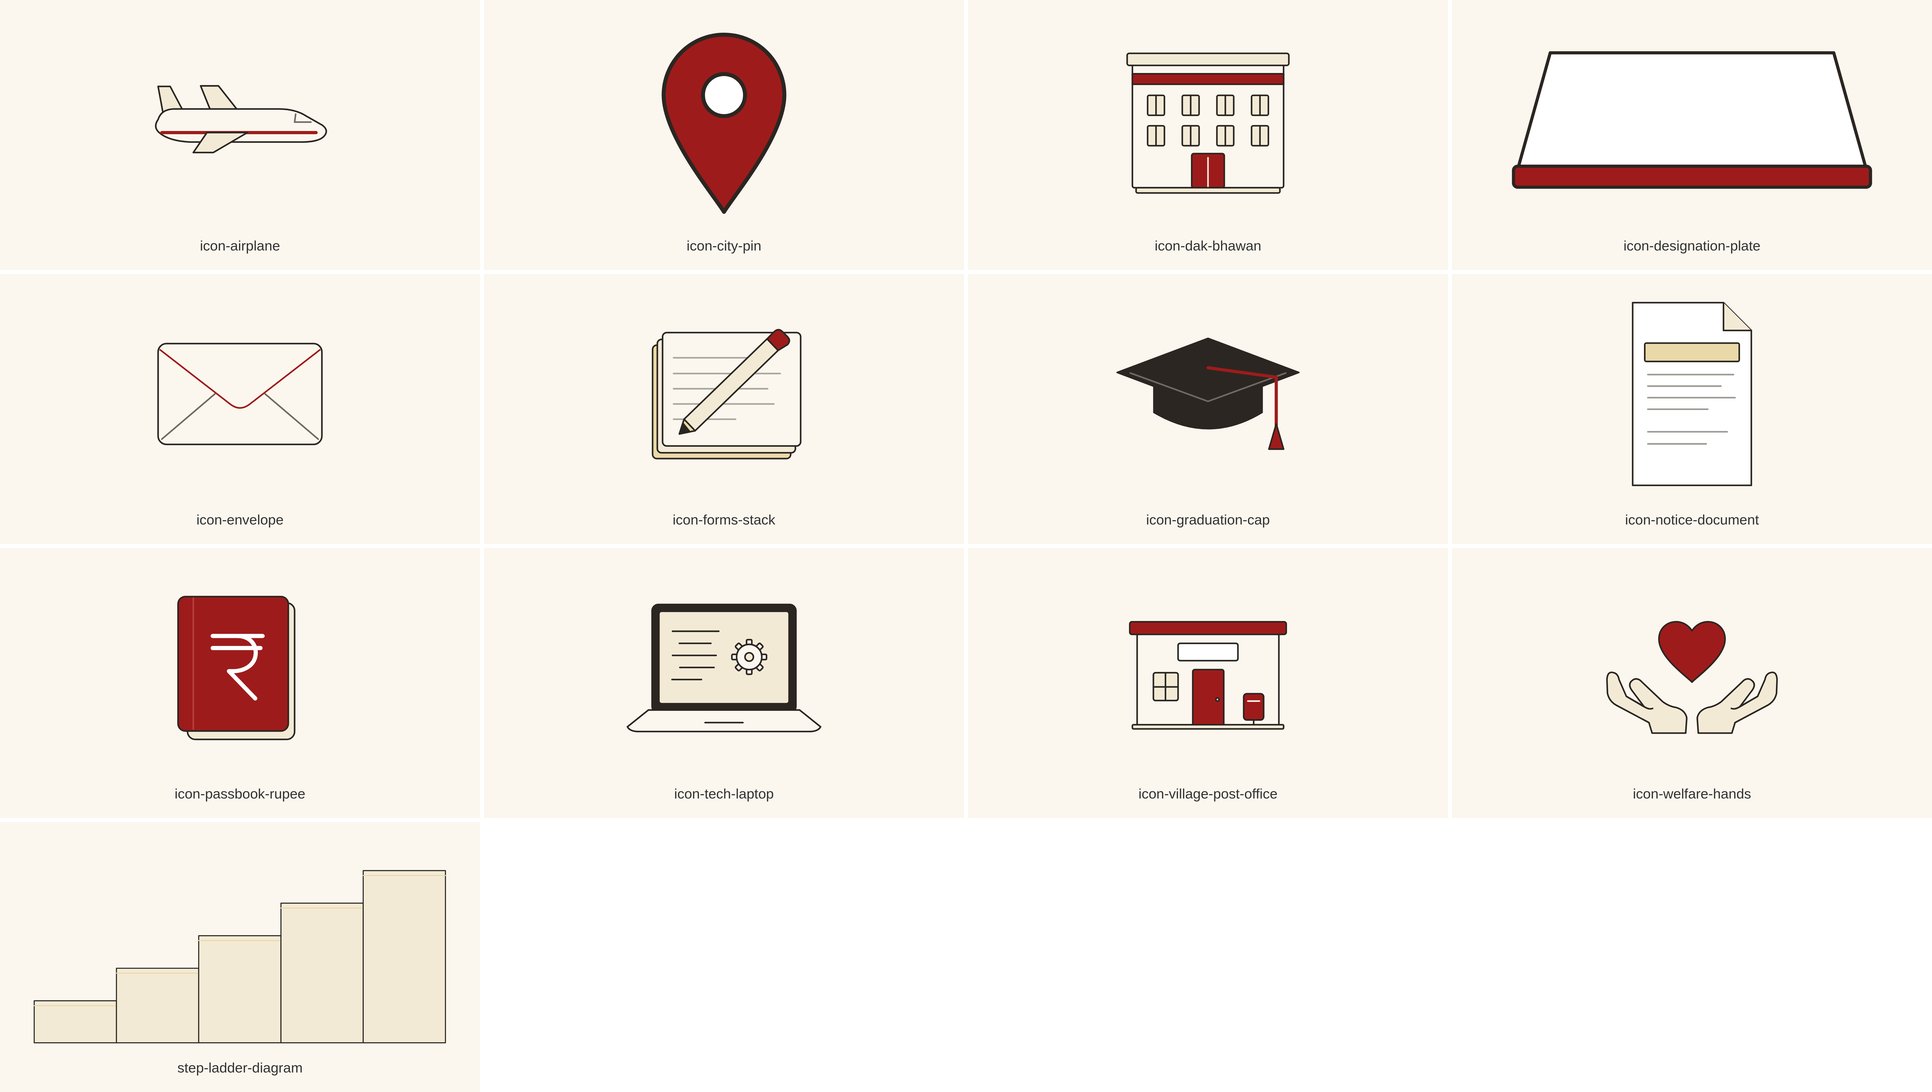 icon-airplane
icon-city-pin
icon-dak-bhawan
icon-designation-plate
icon-envelope
icon-forms-stack
icon-graduation-cap
icon-notice-document
₹
icon-passbook-rupee
icon-tech-laptop
icon-village-post-office
icon-welfare-hands
step-ladder-diagram